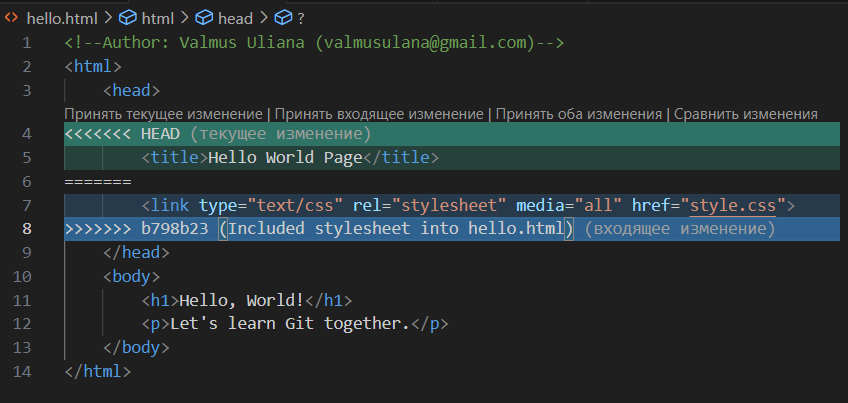 hello.html > html > head > ?
1 <!--Author: Valmus Uliana (valmusulana@gmail.com)-->
2 <html>
3 <head>
Принять текущее изменение | Принять входящее изменение | Принять оба изменения | Сравнить изменения
4 <<<<<<< HEAD (текущее изменение)
5 <title>Hello World Page</title>
6 =======
7 <link type="text/css" rel="stylesheet" media="all" href="style.css">
8 >>>>>>> b798b23 (Included stylesheet into hello.html) (входящее изменение)
9 </head>
10 <body>
11 <h1>Hello, World!</h1>
12 <p>Let's learn Git together.</p>
13 </body>
14 </html>